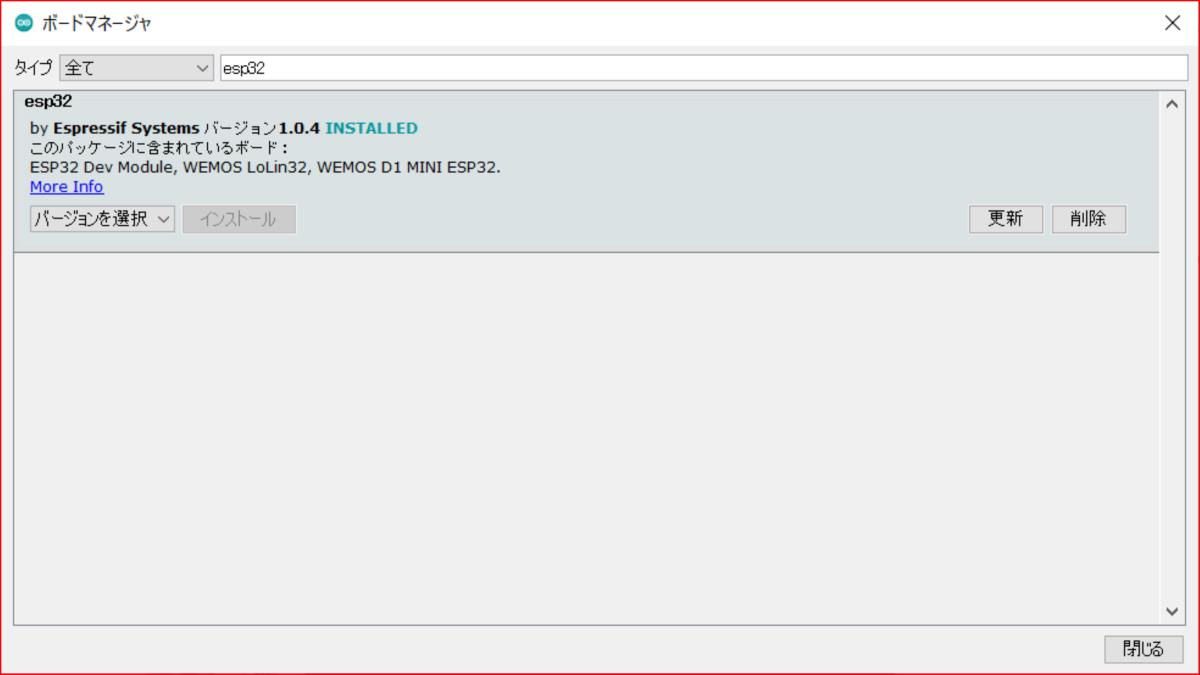 ボードマネージャ
タイプ 全て esp32
esp32
by Espressif Systems バージョン1.0.4 INSTALLED
このパッケージに含まれているボード：
ESP32 Dev Module, WEMOS LoLin32, WEMOS D1 MINI ESP32.
More Info
バージョンを選択 インストール 更新 削除
閉じる